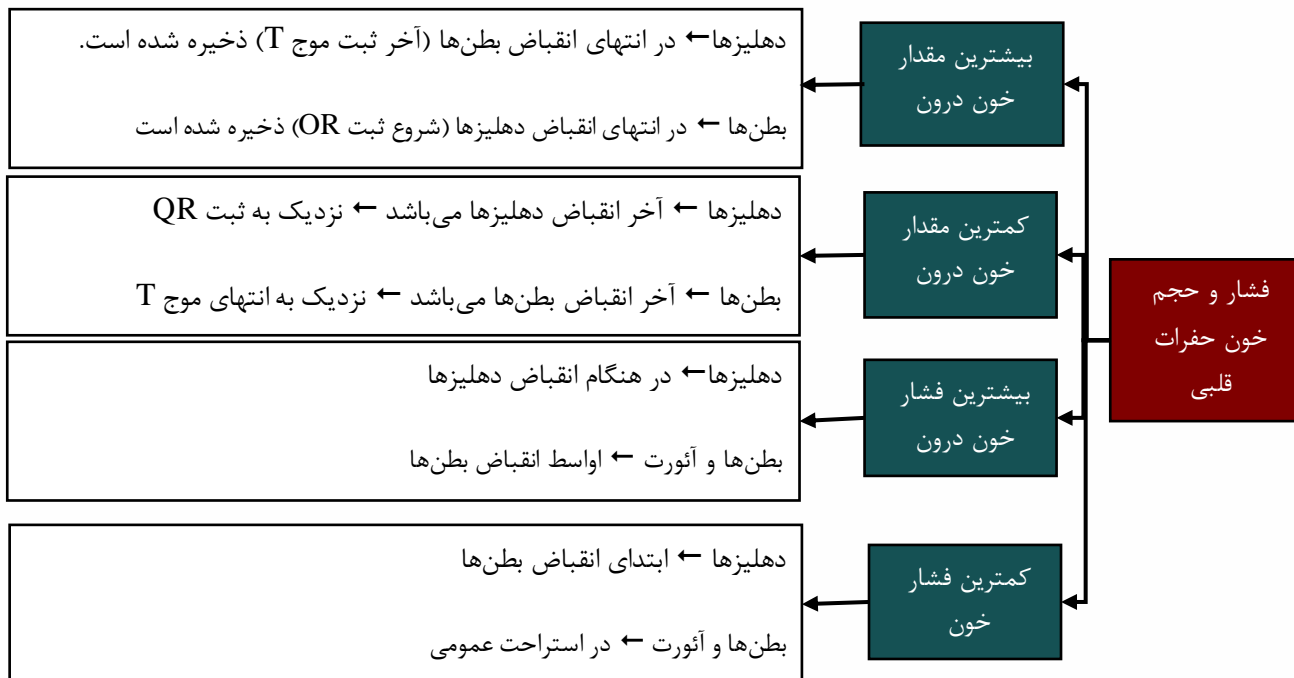 فشار و حجم
خون حفرات
قلبی
بیشترین مقدار
خون درون
دهلیزها← در انتهای انقباض بطن‌ها (آخر ثبت موج T) ذخیره شده است.
بطن‌ها ← در انتهای انقباض دهلیزها (شروع ثبت OR) ذخیره شده است
کمترین مقدار
خون درون
دهلیزها ← آخر انقباض دهلیزها می‌باشد ← نزدیک به ثبت QR
بطن‌ها ← آخر انقباض بطن‌ها می‌باشد ← نزدیک به انتهای موج T
بیشترین فشار
خون درون
دهلیزها← در هنگام انقباض دهلیزها
بطن‌ها و آئورت ← اواسط انقباض بطن‌ها
کمترین فشار
خون
دهلیزها ← ابتدای انقباض بطن‌ها
بطن‌ها و آئورت ← در استراحت عمومی